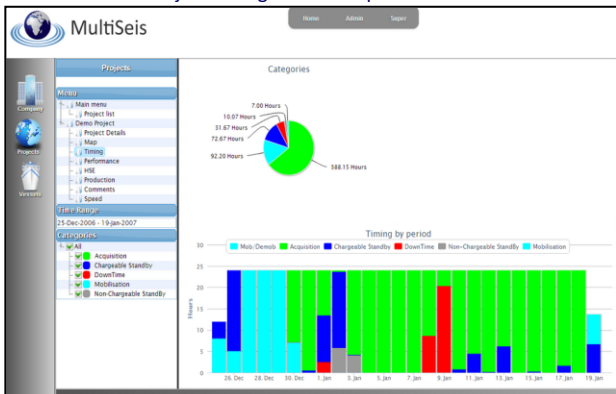 MultiSeis
Home Admin Super
Company
Projects
Vessels
Projects
Menu
Main menu
Project list
Demo Project
Project Details
Map
Timing
Performance
HSE
Production
Comments
Speed
Time Range
25-Dec-2006 - 19-Jan-2007
Categories
All
Acquisition
Chargeable Standby
DownTime
Mobilisation
Non-Chargeable StandBy
Categories
7.00 Hours
10.07 Hours
51.67 Hours
72.67 Hours
92.20 Hours
388.15 Hours
Timing by period
Mob/Demob Acquisition Chargeable Standby DownTime Non-Chargeable StandBy Mobilisation
Hours
30
25
20
15
10
5
0
26. Dec 28. Dec 30. Dec 1. Jan 3. Jan 5. Jan 7. Jan 9. Jan 11. Jan 13. Jan 15. Jan 17. Jan 19. Jan